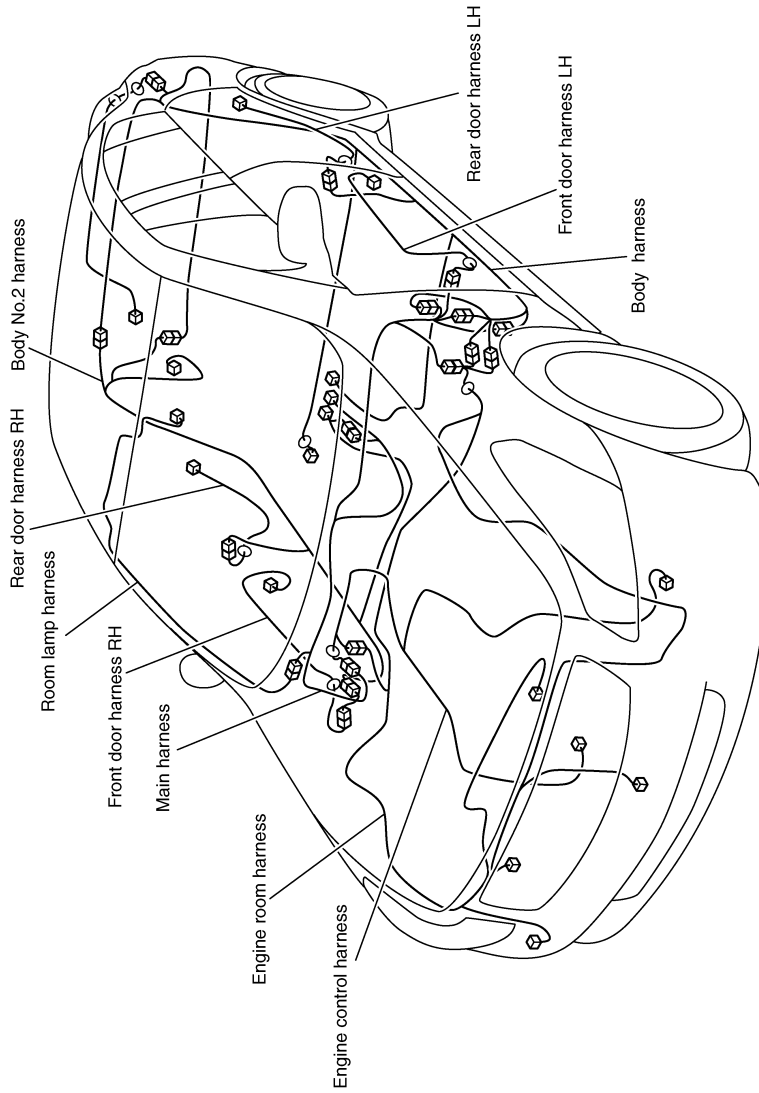 Body No.2 harness
Rear door harness RH
Room lamp harness
Front door harness RH
Main harness
Engine room harness
Engine control harness
Rear door harness LH
Front door harness LH
Body harness